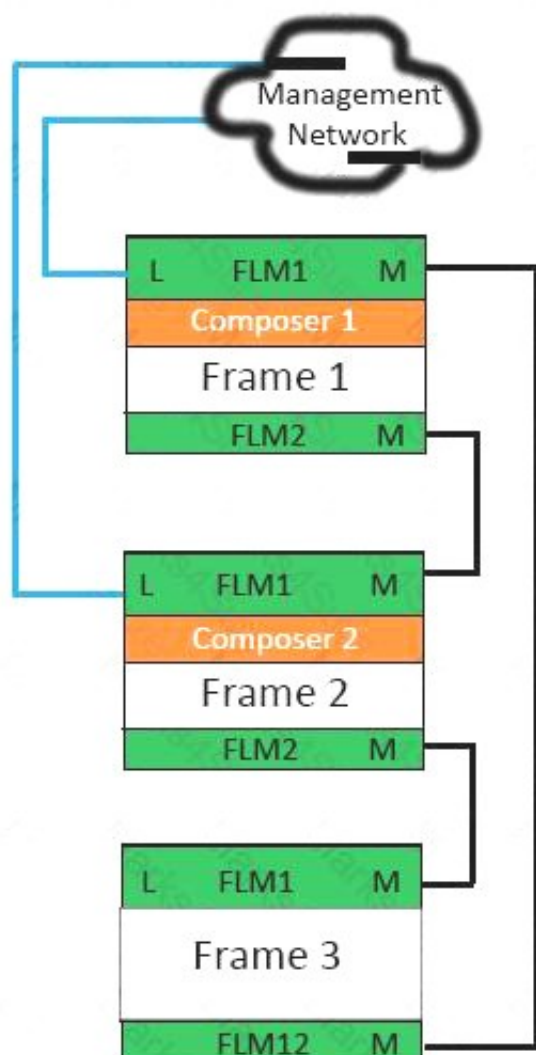 Management
Network
L FLM1 M
Composer 1
Frame 1
FLM2 M
L FLM1 M
Composer 2
Frame 2
FLM2 M
L FLM1 M
Frame 3
FLM12 M